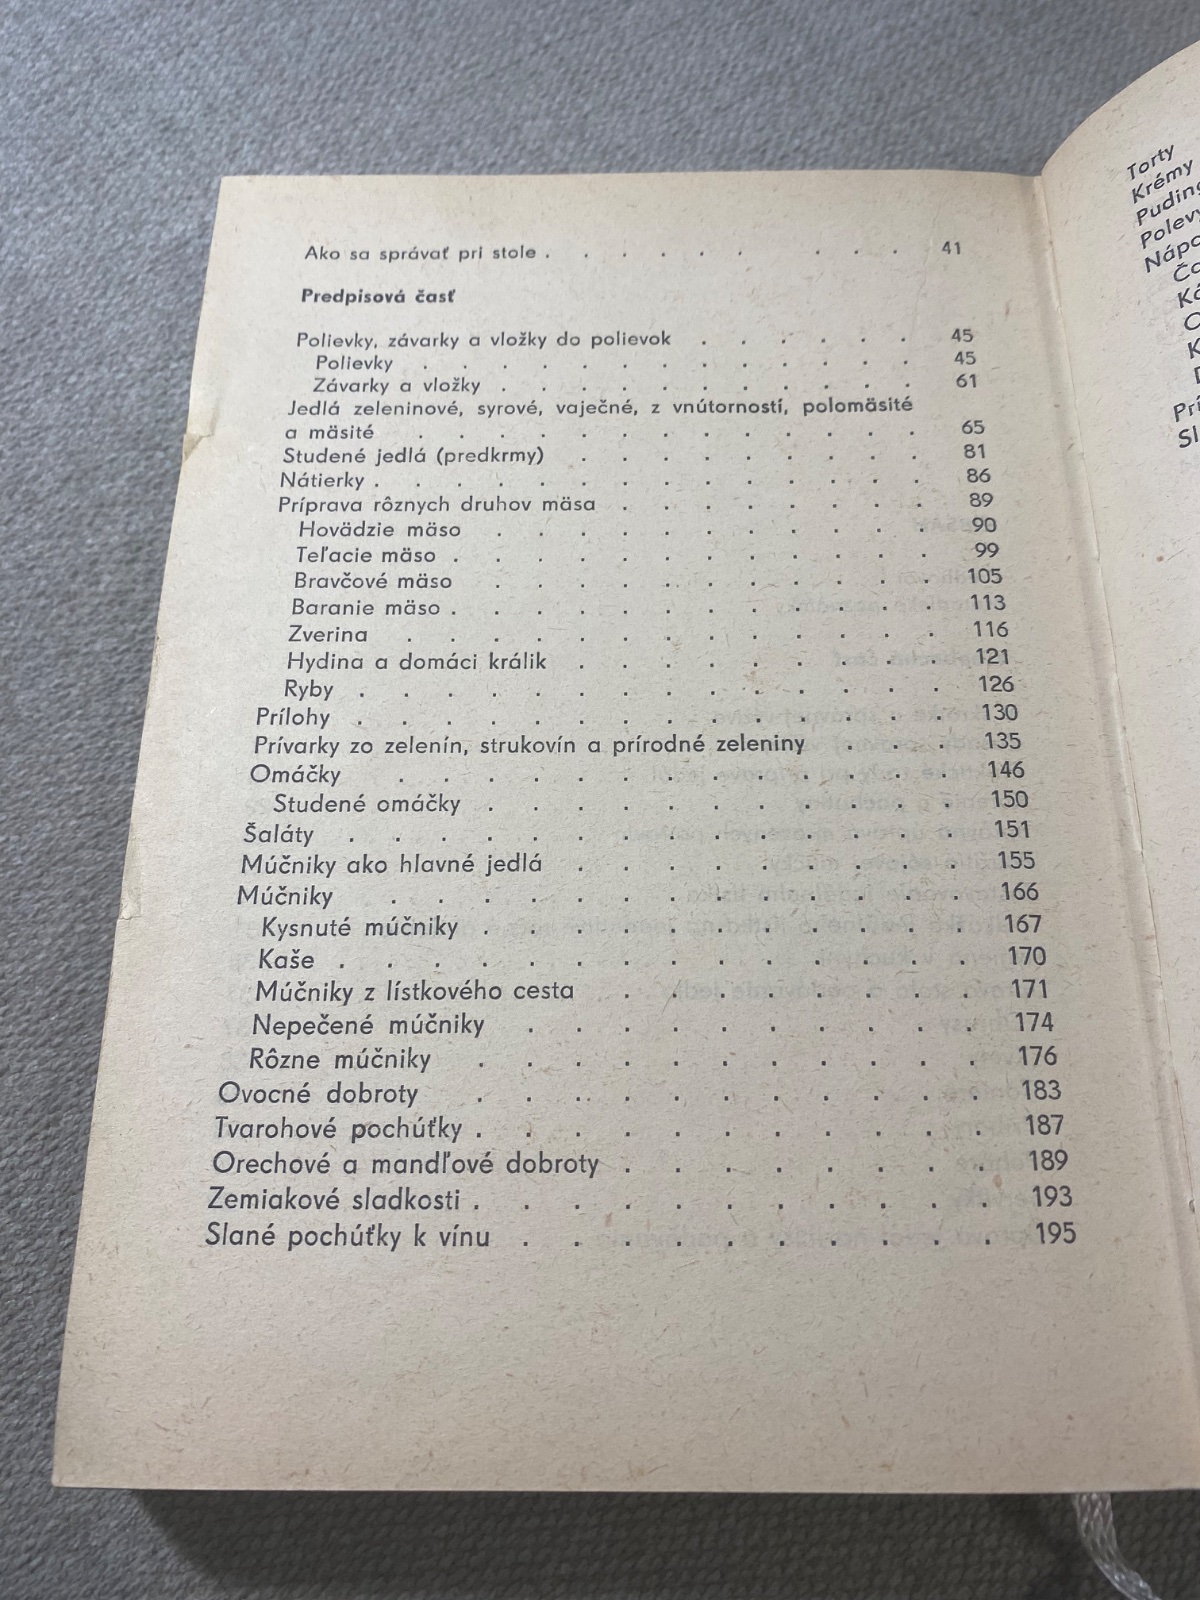 Ako sa správať pri stole . . . . . . . . . 41
Predpisová časť
Polievky, závarky a vložky do polievok . . . . . . 45
Polievky . . . . . . . . . . . . . 45
Závarky a vložky . . . . . . . . . . . 61
Jedlá zeleninové, syrové, vaječné, z vnútorností, polomäsité
a mäsité . . . . . . . . . . . . 65
Studené jedlá (predkrmy) . . . . . . . . . 81
Nátierky . . . . . . . . . . . . . . 86
Príprava rôznych druhov mäsa . . . . . . . . 89
Hovädzie mäso . . . . . . . . . . . 90
Teľacie mäso . . . . . . . . . . . . 99
Bravčové mäso . . . . . . . . . . . 105
Baranie mäso . . . . . . . . . . . . 113
Zverina . . . . . . . . . . . . . 116
Hydina a domáci králik . . . . . . . . . 121
Ryby . . . . . . . . . . . . . . 126
Prílohy . . . . . . . . . . . . . . 130
Prívarky zo zelenín, strukovín a prírodné zeleniny . . . 135
Omáčky . . . . . . . . . . . . . 146
Studené omáčky . . . . . . . . . . . 150
Šaláty . . . . . . . . . . . . . . 151
Múčniky ako hlavné jedlá . . . . . . . . . 155
Múčniky . . . . . . . . . . . . . 166
Kysnuté múčniky . . . . . . . . . . . 167
Kaše . . . . . . . . . . . . . . 170
Múčniky z lístkového cesta . . . . . . . . 171
Nepečené múčniky . . . . . . . . . . 174
Rôzne múčniky . . . . . . . . . . . 176
Ovocné dobroty . . . . . . . . . . . 183
Tvarohové pochúťky . . . . . . . . . . . 187
Orechové a mandľové dobroty . . . . . . . . 189
Zemiakové sladkosti . . . . . . . . . . . 193
Slané pochúťky k vínu . . . . . . . . . . 195
Torty
Krémy